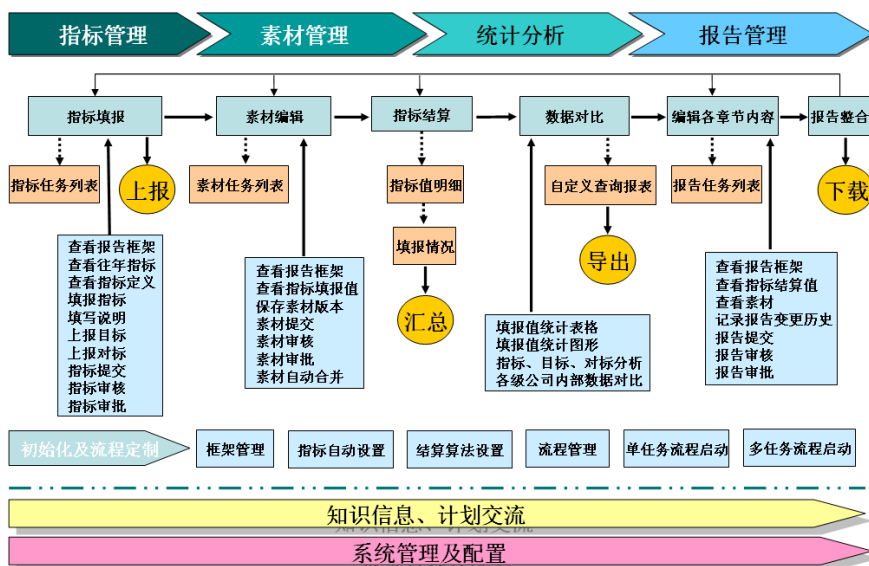 指标管理
素材管理
统计分析
报告管理
指标填报
素材编辑
指标结算
数据对比
编辑各章节内容
报告整合
指标任务列表
上报
素材任务列表
指标值明细
自定义查询报表
报告任务列表
下载
填报情况
导出
汇总
查看报告框架
查看往年指标
查看指标定义
填报指标
填写说明
上报目标
上报对标
指标提交
指标审核
指标审批
查看报告框架
查看指标填报值
保存素材版本
素材提交
素材审核
素材审批
素材自动合并
填报值统计表格
填报值统计图形
指标、目标、对标分析
各级公司内部数据对比
查看报告框架
查看指标结算值
查看素材
记录报告变更历史
报告提交
报告审核
报告审批
初始化及流程定制
框架管理
指标自动设置
结算算法设置
流程管理
单任务流程启动
多任务流程启动
知识信息、计划交流
系统管理及配置